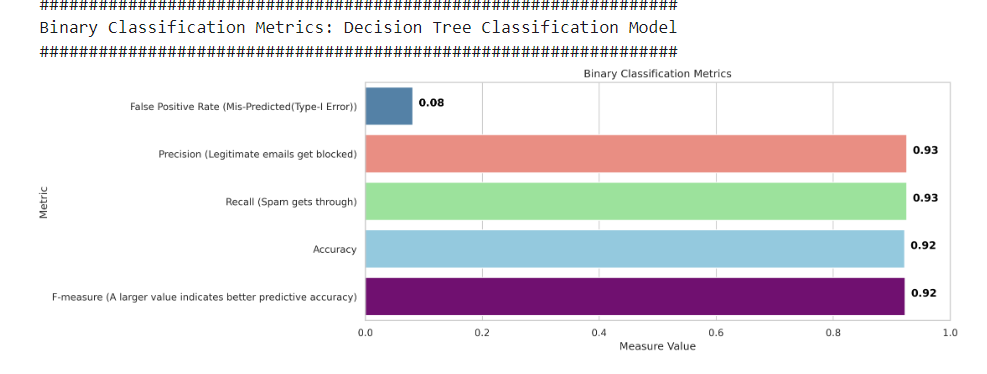 #################################################################
Binary Classification Metrics: Decision Tree Classification Model
#################################################################
Binary Classification Metrics
False Positive Rate (Mis-Predicted(Type-I Error))
0.08
Precision (Legitimate emails get blocked)
0.93
Recall (Spam gets through)
0.93
Accuracy
0.92
F-measure (A larger value indicates better predictive accuracy)
0.92
Metric
0.0 0.2 0.4 0.6 0.8 1.0
Measure Value